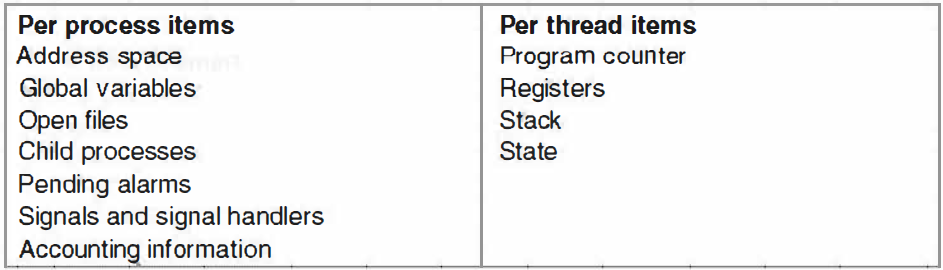 Per process items
Address space
Global variables
Open files
Child processes
Pending alarms
Signals and signal handlers
Accounting information
Per thread items
Program counter
Registers
Stack
State